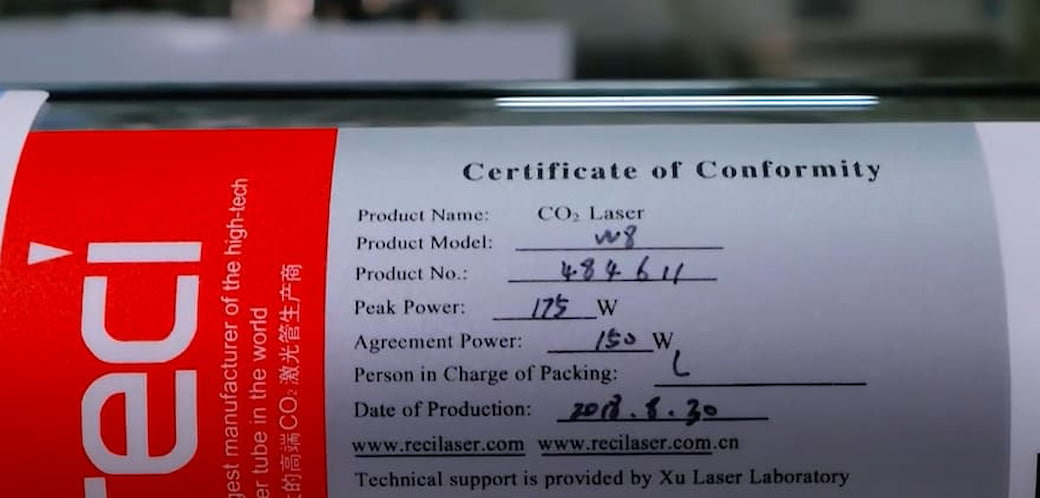 Certificate of Conformity
Product Name: CO₂ Laser
Product Model: W8
Product No.: 484611
Peak Power: 175 W
Agreement Power: 150 W
Person in Charge of Packing: L
Date of Production: 2018.8.30
www.recilaser.com www.recilaser.com.cn
Technical support is provided by Xu Laser Laboratory
reci
manufacturer of the high-tech
tube in the world
的高端CO₂激光管生产商